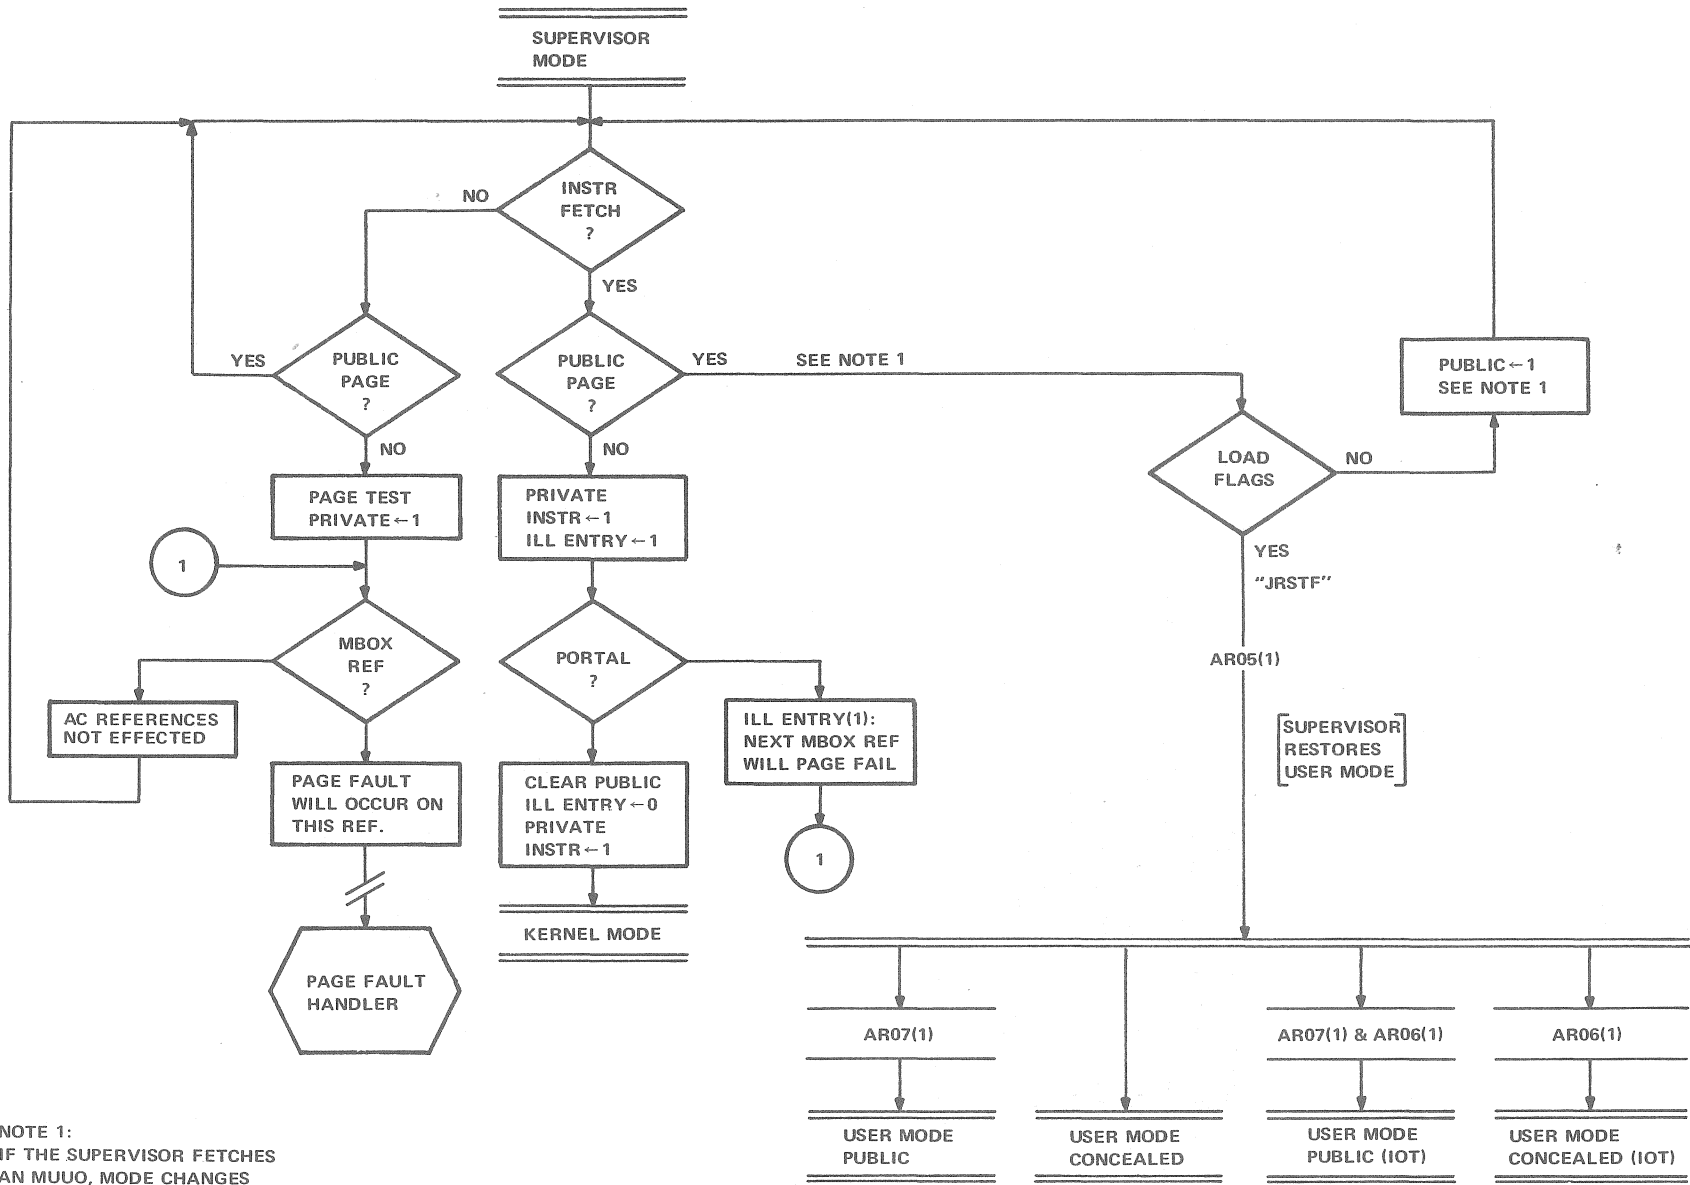 SUPERVISOR
MODE
NO
INSTR
FETCH
?
YES
YES
PUBLIC
PAGE
?
NO
PUBLIC
PAGE
?
YES
SEE NOTE 1
NO
PUBLIC←1
SEE NOTE 1
LOAD
FLAGS
NO
YES
"JRSTF"
AR05(1)
[SUPERVISOR
RESTORES
USER MODE]
PAGE TEST
PRIVATE←1
PRIVATE
INSTR←1
ILL ENTRY←1
1
MBOX
REF
?
PORTAL
?
AC REFERENCES
NOT EFFECTED
ILL ENTRY(1):
NEXT MBOX REF
WILL PAGE FAIL
PAGE FAULT
WILL OCCUR ON
THIS REF.
CLEAR PUBLIC
ILL ENTRY←0
PRIVATE
INSTR←1
1
KERNEL MODE
PAGE FAULT
HANDLER
AR07(1)
AR07(1) & AR06(1)
AR06(1)
USER MODE
PUBLIC
USER MODE
CONCEALED
USER MODE
PUBLIC (IOT)
USER MODE
CONCEALED (IOT)
NOTE 1:
IF THE SUPERVISOR FETCHES
AN MUUO, MODE CHANGES